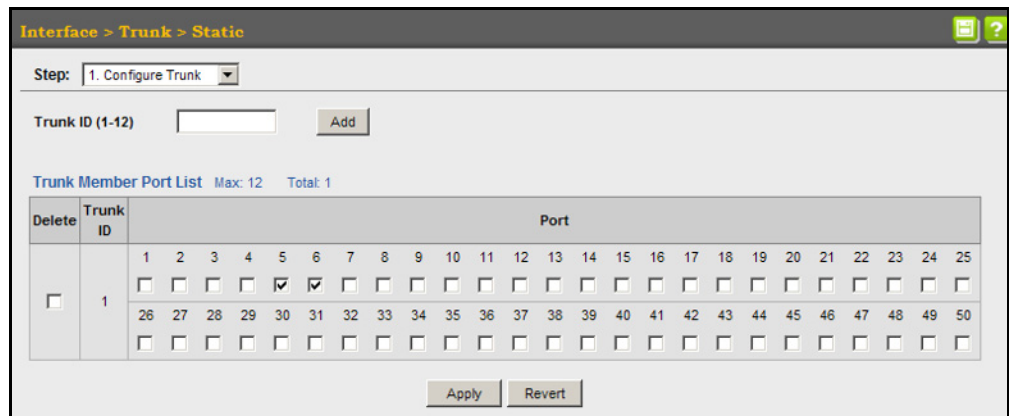 Interface > Trunk > Static
?
Step: 1. Configure Trunk
Trunk ID (1-12) Add
Trunk Member Port List Max: 12 Total: 1
Delete Trunk ID Port
1 2 3 4 5 6 7 8 9 10 11 12 13 14 15 16 17 18 19 20 21 22 23 24 25
1
26 27 28 29 30 31 32 33 34 35 36 37 38 39 40 41 42 43 44 45 46 47 48 49 50
Apply Revert